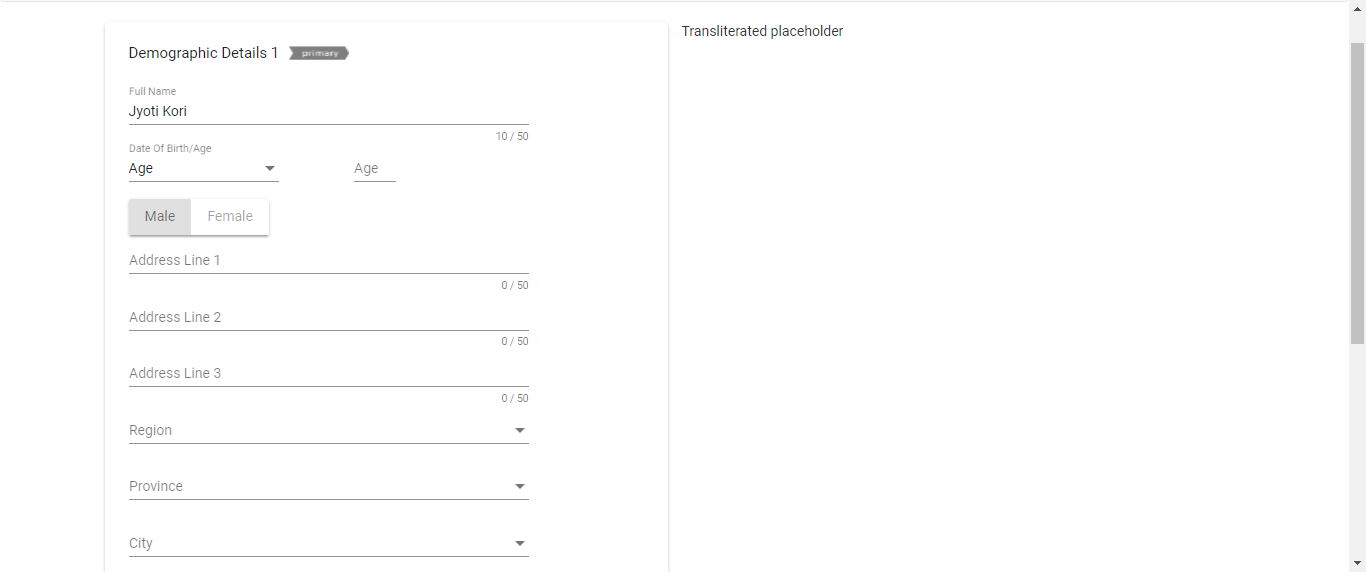 Demographic Details 1 primary
Full Name
Jyoti Kori
10 / 50
Date Of Birth/Age
Age Age
Male Female
Address Line 1
0 / 50
Address Line 2
0 / 50
Address Line 3
0 / 50
Region
Province
City
Transliterated placeholder